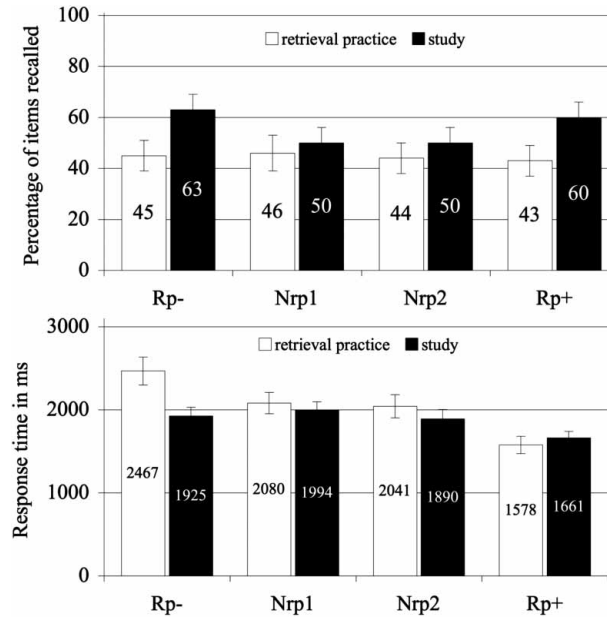 100
80
60
40
20
0
Percentage of items recalled
retrieval practice study
45 63 46 50 44 50 43 60
Rp- Nrp1 Nrp2 Rp+
3000
2000
1000
0
Response time in ms
retrieval practice study
2467 1925 2080 1994 2041 1890 1578 1661
Rp- Nrp1 Nrp2 Rp+